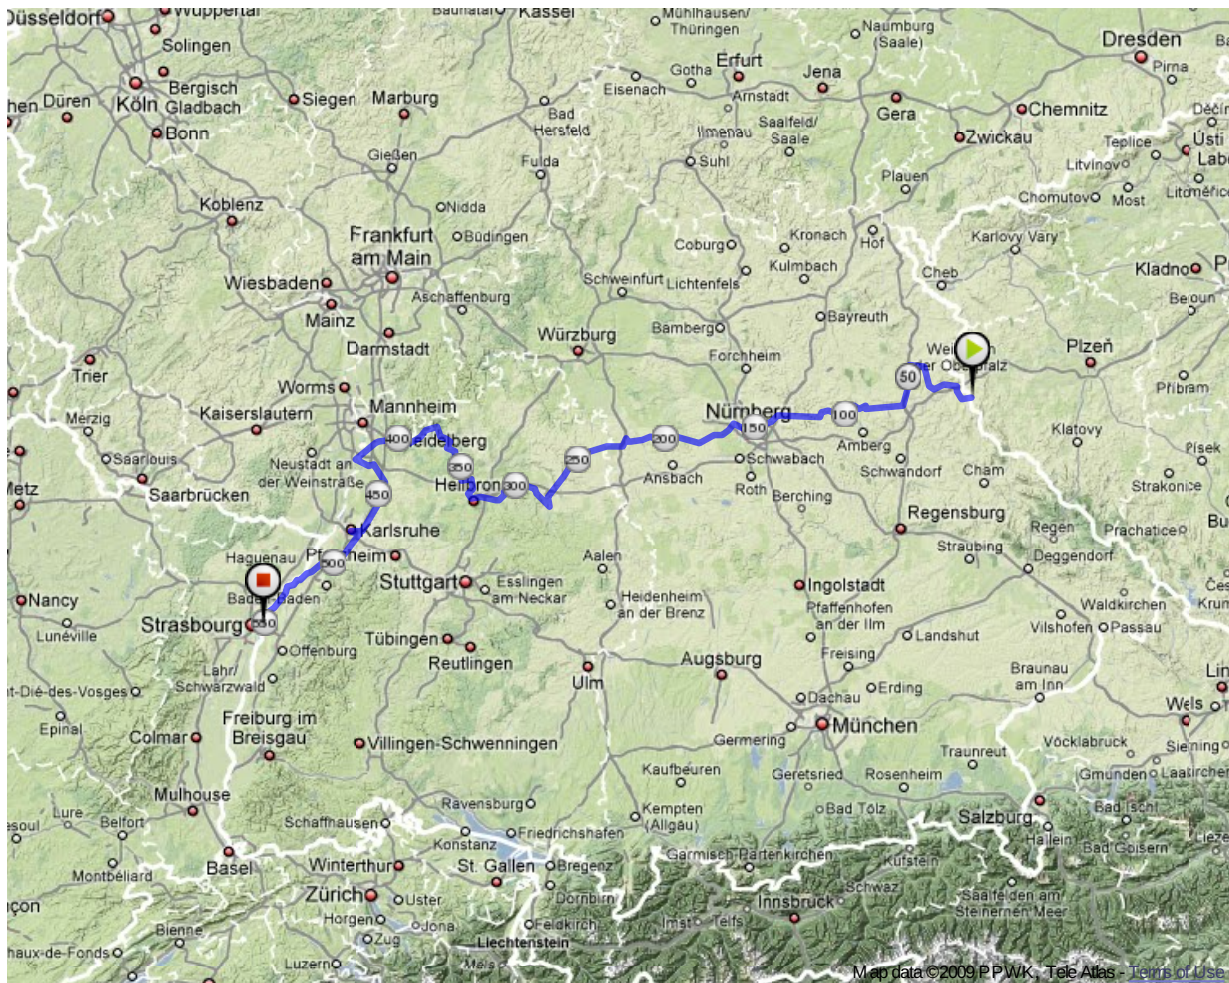 Düsseldorf
Wuppertal
Kassel
Mühlhausen/
Thüringen
Naumburg
(Saale)
Solingen
Dresden
Erfurt
Pirna
Gotha
Jena
Eisenach
Bergisch
Gladbach
Düren
Köln
Siegen
Marburg
Arnstadt
Gera
Chemnitz
Bad
Hersfeld
Saalfeld/
Saale
Bonn
Ilmenau
Zwickau
Teplice
Ústí
Gießen
Fulda
Suhl
Litvínov
Plauen
Chomutov
Most
Litoměřice
Koblenz
Nidda
Frankfurt
am Main
Büdingen
Coburg
Kronach
Hof
Karlovy Vary
Kulmbach
Cheb
Kladno
Wiesbaden
Schweinfurt
Lichtenfels
Aschaffenburg
Mainz
Bayreuth
Beroun
Bamberg
Würzburg
Darmstadt
Forchheim
Plzeň
Trier
Worms
Příbram
50
Merzig
Kaiserslautern
Mannheim
Nürnberg
100
150
Amberg
Klatovy
400
Heidelberg
200
Saarlouis
Neustadt an
der Weinstraße
350
250
Schwabach
Schwandorf
Písek
Cham
Metz
Saarbrücken
450
Heilbronn
300
Ansbach
Roth
Berching
Strakonice
Karlsruhe
Regensburg
Regen
Prachatice
Haguenau
Pforzheim
500
Aalen
Straubing
Deggendorf
Stuttgart
Esslingen
am Neckar
Ingolstadt
Nancy
Baden-Baden
Heidenheim
an der Brenz
Pfaffenhofen
an der Ilm
Waldkirchen
Strasbourg
550
Lunéville
Tübingen
Landshut
Vilshofen
Passau
Offenburg
Reutlingen
Augsburg
Freising
Lahr/
Schwarzwald
Ulm
Erding
Braunau
am Inn
Dachau
Wels
Epinal
Freiburg im
Breisgau
München
Colmar
Villingen-Schwenningen
Germering
Traunreut
Vöcklabruck
Kaufbeuren
Geretsried
Rosenheim
Gmunden
Mulhouse
Ravensburg
Kempten
(Allgäu)
Bad Tölz
Salzburg
Bad Ischl
Lure
Belfort
Schaffhausen
Friedrichshafen
Konstanz
Hallein
Bad Goisern
Basel
Winterthur
St. Gallen
Bregenz
Garmisch-Partenkirchen
Kufstein
Montbéliard
Zürich
Uster
Dornbirn
Schwaz
Saalfelden am
Steinernen Meer
Innsbruck
Horgen
Jona
Feldkirch
Imst
Telfs
Bienne
Zug
Liechtenstein
Luzern
Mels
Map data ©2009 PPWK, Tele Atlas - Terms of Use